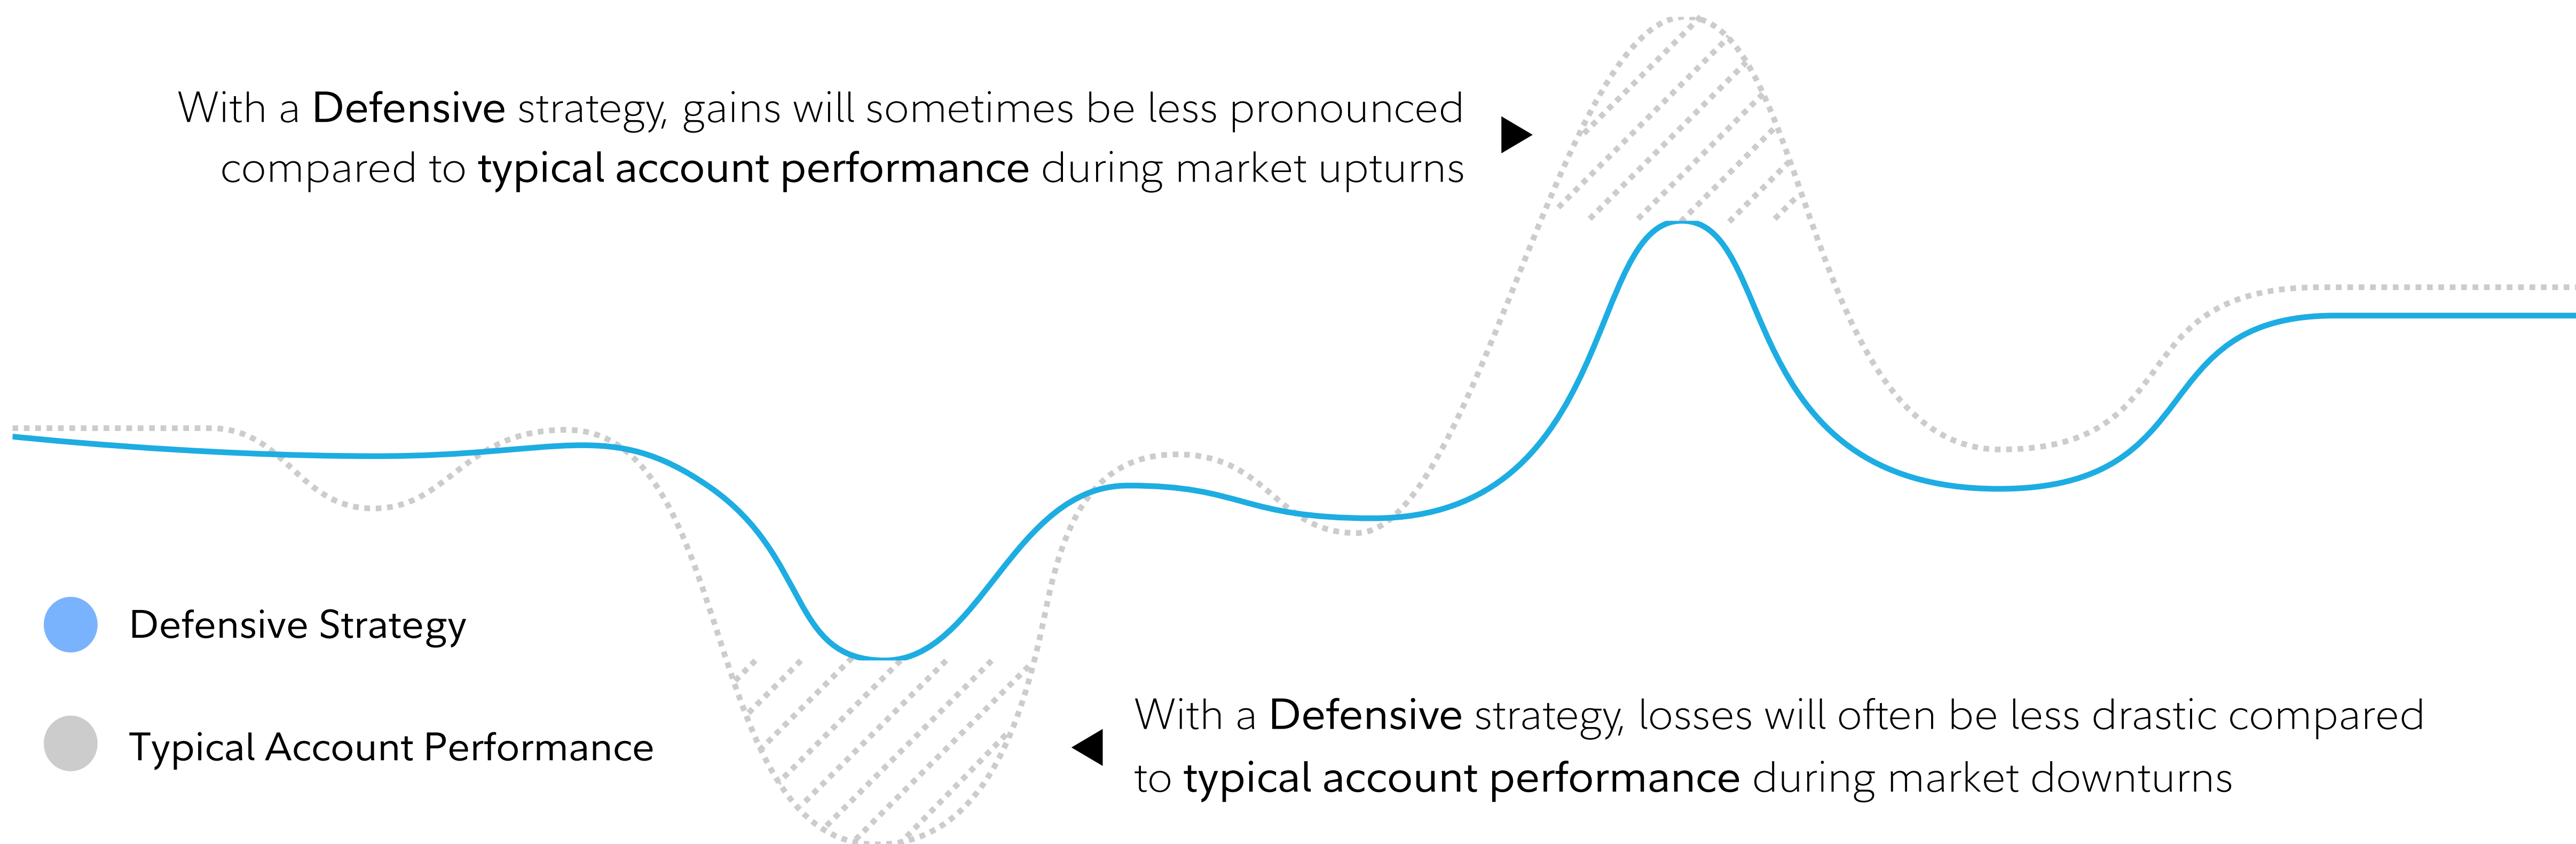 With a Defensive strategy, gains will sometimes be less pronounced
compared to typical account performance during market upturns
Defensive Strategy
Typical Account Performance
With a Defensive strategy, losses will often be less drastic compared
to typical account performance during market downturns